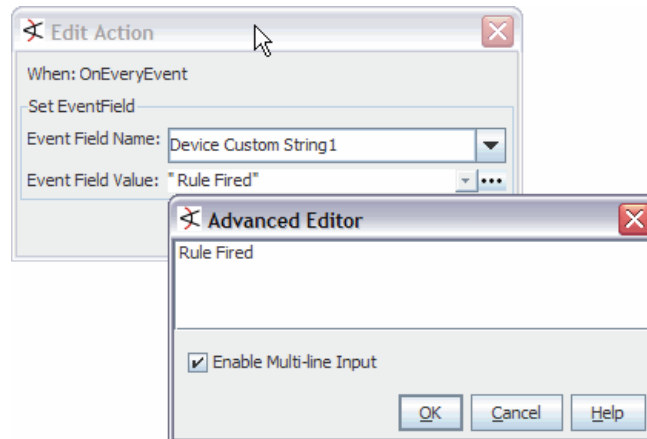 Edit Action
When: OnEveryEvent
Set EventField
Event Field Name: Device Custom String1
Event Field Value: " Rule Fired"
Advanced Editor
Rule Fired
Enable Multi-line Input
OK Cancel Help